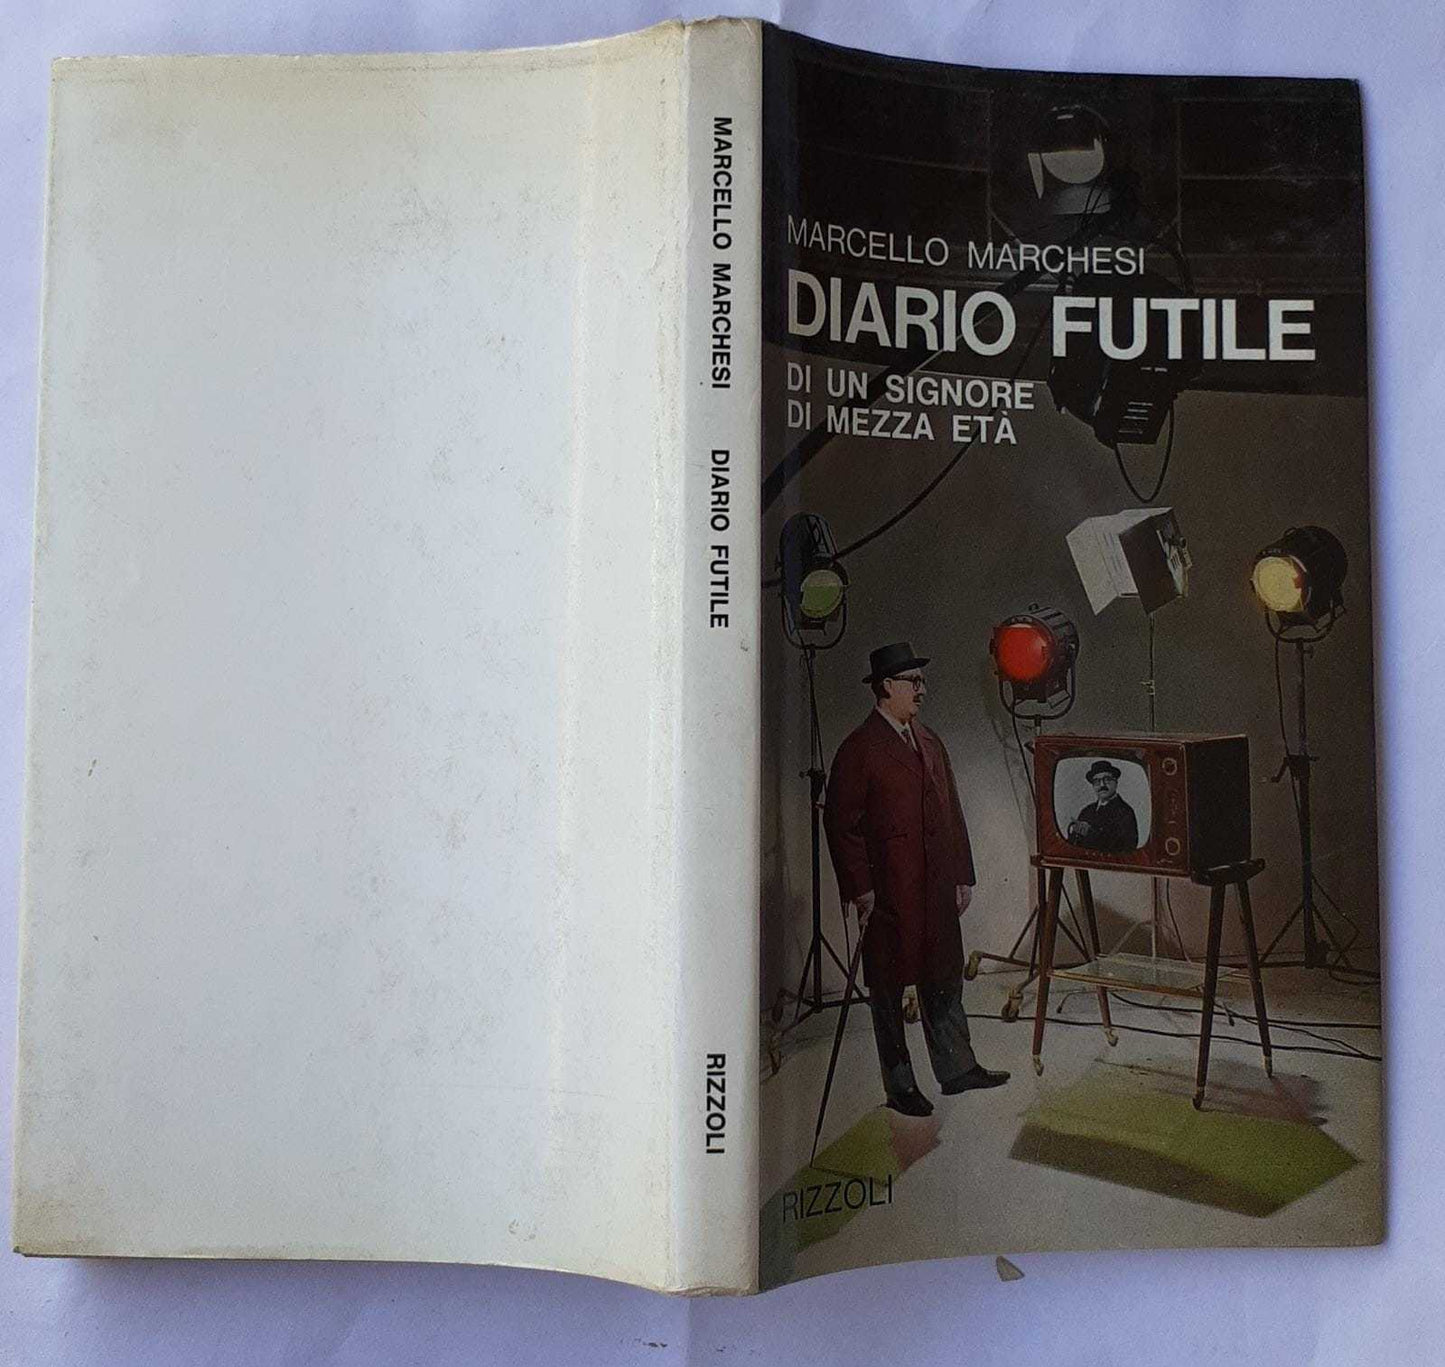 MARCELLO MARCHESI DIARIO FUTILE RIZZOLI
MARCELLO MARCHESI
DIARIO FUTILE
DI UN SIGNORE
DI MEZZA ETÀ
RIZZOLI